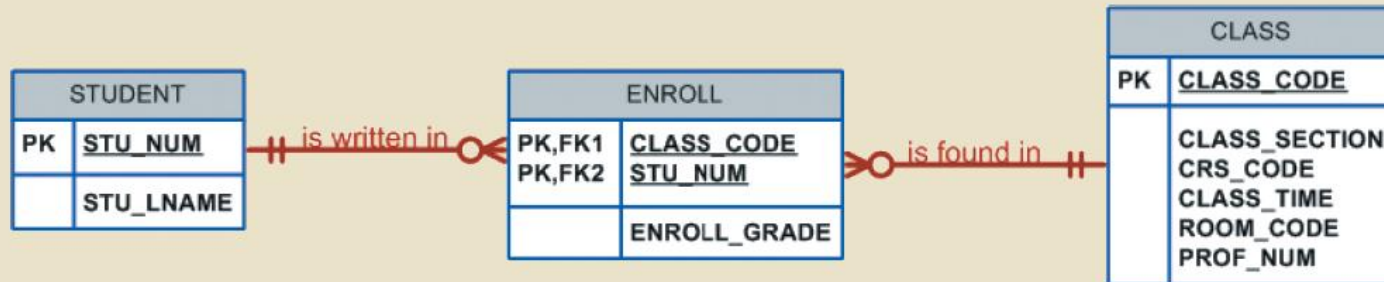 STUDENT
PK STU_NUM
STU_LNAME
is written in
ENROLL
PK,FK1 CLASS_CODE
PK,FK2 STU_NUM
ENROLL_GRADE
is found in
CLASS
PK CLASS_CODE
CLASS_SECTION
CRS_CODE
CLASS_TIME
ROOM_CODE
PROF_NUM